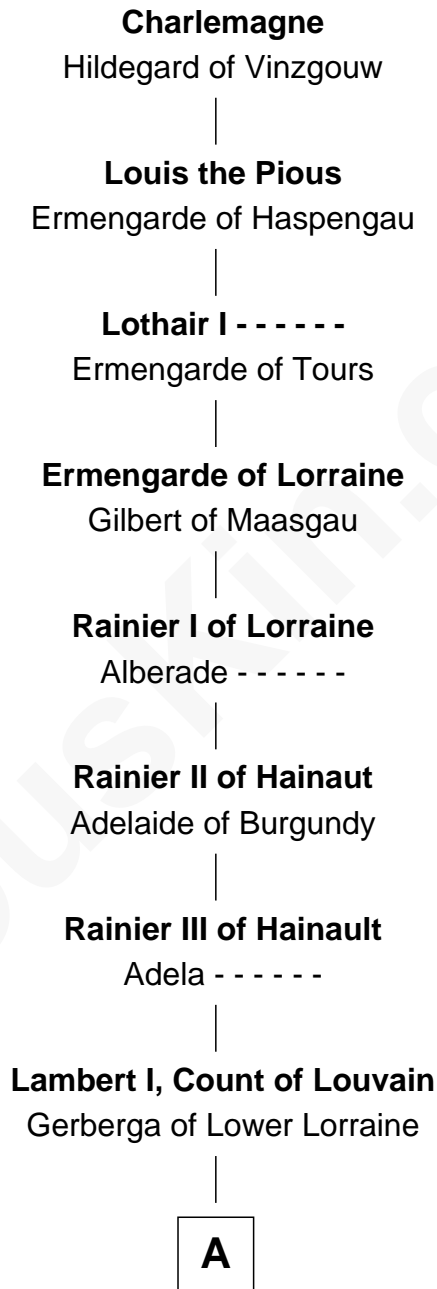 Charlemagne
Hildegard of Vinzgouw
Louis the Pious
Ermengarde of Haspengau
Lothair I - - - - - -
Ermengarde of Tours
Ermengarde of Lorraine
Gilbert of Maasgau
Rainier I of Lorraine
Alberade - - - - - -
Rainier II of Hainaut
Adelaide of Burgundy
Rainier III of Hainault
Adela - - - - - -
Lambert I, Count of Louvain
Gerberga of Lower Lorraine
A